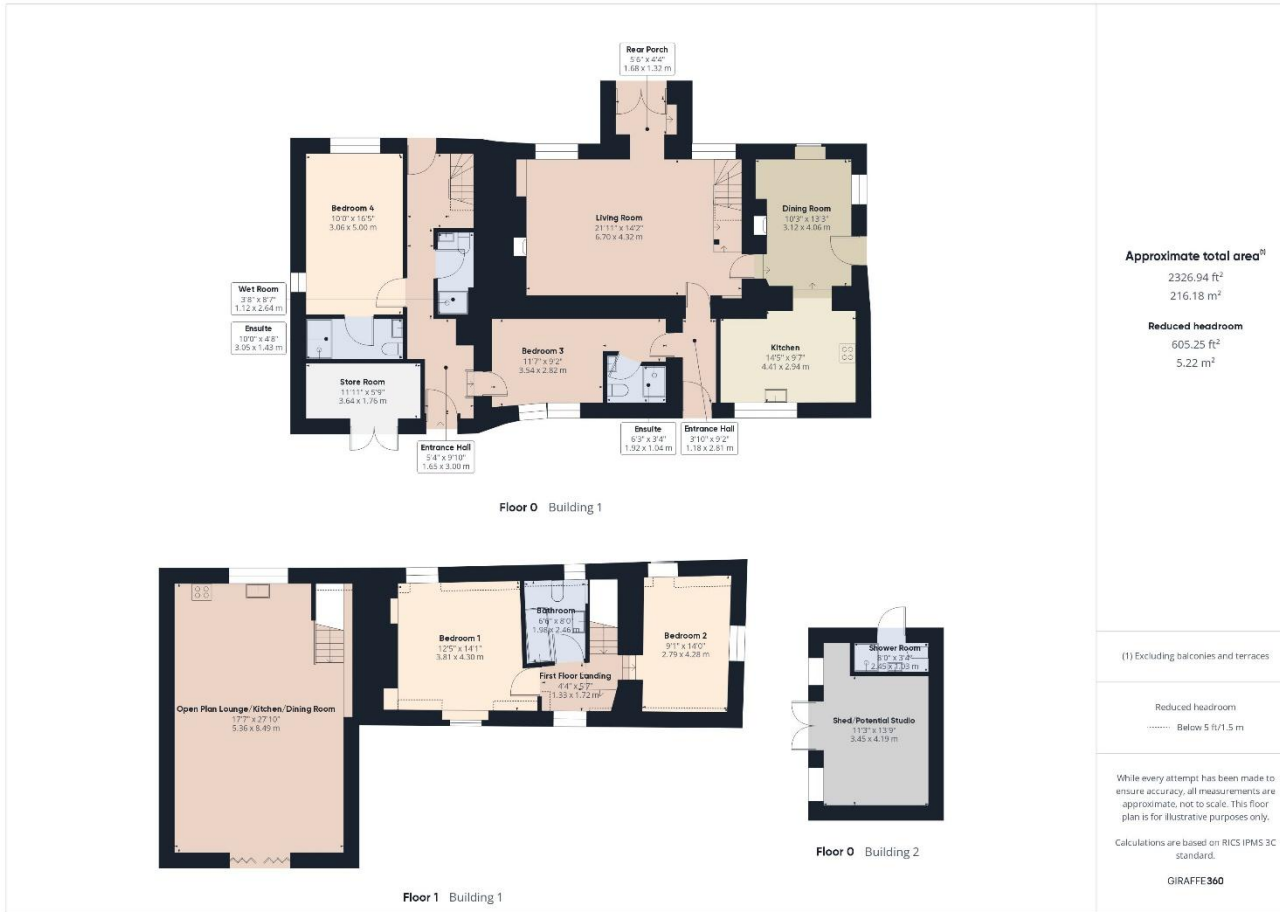 Rear Porch
5'6" x 4'4"
1.68 x 1.32 m
Bedroom 4
10'0" x 16'5"
3.06 x 5.00 m
Living Room
21'11" x 14'2"
6.70 x 4.32 m
Dining Room
10'3" x 13'3"
3.12 x 4.06 m
Wet Room
3'8" x 8'7"
1.12 x 2.64 m
Ensuite
10'0" x 4'8"
3.05 x 1.43 m
Store Room
11'11" x 5'9"
3.64 x 1.76 m
Bedroom 3
11'7" x 9'2"
3.54 x 2.82 m
Kitchen
14'5" x 9'7"
4.41 x 2.94 m
Entrance Hall
5'4" x 9'10"
1.65 x 3.00 m
Ensuite
6'3" x 3'4"
1.92 x 1.04 m
Entrance Hall
3'10" x 9'2"
1.18 x 2.81 m
Floor 0 Building 1
Open Plan Lounge/Kitchen/Dining Room
17'7" x 27'10"
5.36 x 8.49 m
Bedroom 1
12'5" x 14'1"
3.81 x 4.30 m
Bathroom
6'6" x 8'0"
1.98 x 2.46 m
First Floor Landing
4'4" x 5'7"
1.33 x 1.72 m
Bedroom 2
9'1" x 14'0"
2.79 x 4.28 m
Floor 1 Building 1
Shower Room
8'0" x 3'4"
2.45 x 1.03 m
Shed/Potential Studio
11'3" x 13'9"
3.45 x 4.19 m
Floor 0 Building 2
Approximate total area(1)
2326.94 ft²
216.18 m²
Reduced headroom
605.25 ft²
5.22 m²
(1) Excluding balconies and terraces
Reduced headroom
Below 5 ft/1.5 m
While every attempt has been made to
ensure accuracy, all measurements are
approximate, not to scale. This floor
plan is for illustrative purposes only.
Calculations are based on RICS IPMS 3C
standard.
GIRAFFE360